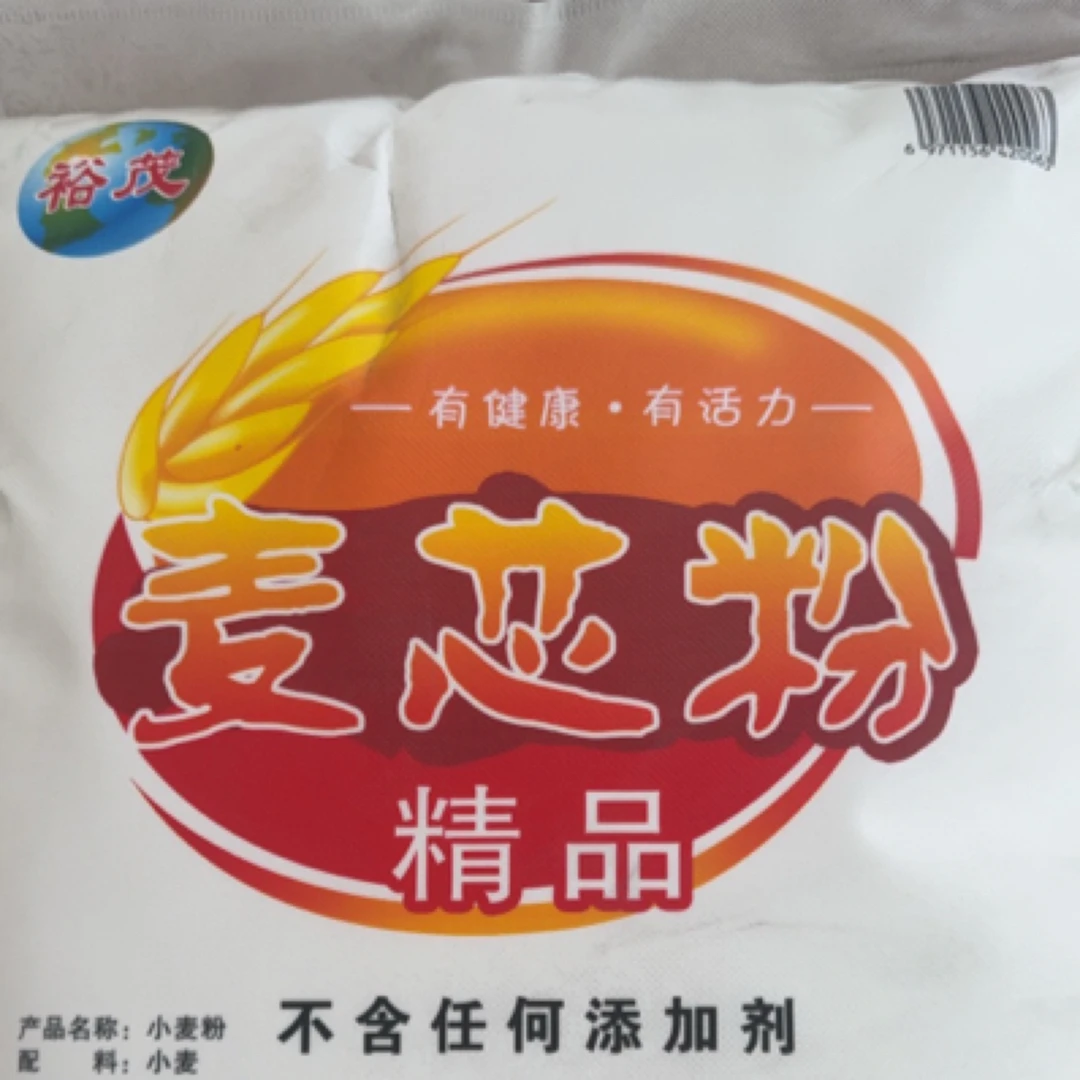 裕茂
—有健康·有活力—
麦芯粉
精品
不含任何添加剂
产品名称：小麦粉
配　　料：小麦